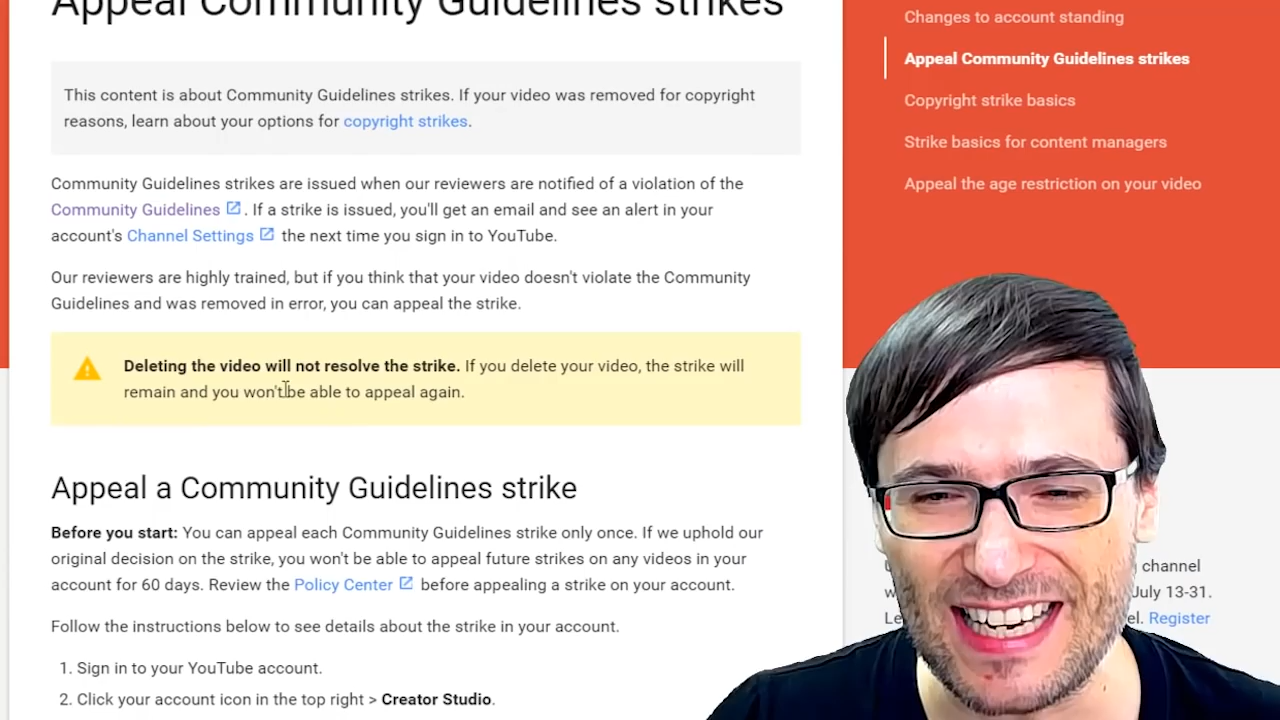 Appeal Community Guidelines strikes
This content is about Community Guidelines strikes. If your video was removed for copyright
reasons, learn about your options for copyright strikes.
Community Guidelines strikes are issued when our reviewers are notified of a violation of the
Community Guidelines. If a strike is issued, you'll get an email and see an alert in your
account's Channel Settings the next time you sign in to YouTube.
Our reviewers are highly trained, but if you think that your video doesn't violate the Community
Guidelines and was removed in error, you can appeal the strike.
Deleting the video will not resolve the strike. If you delete your video, the strike will
remain and you won't be able to appeal again.
Appeal a Community Guidelines strike
Before you start: You can appeal each Community Guidelines strike only once. If we uphold our
original decision on the strike, you won't be able to appeal future strikes on any videos in your
account for 60 days. Review the Policy Center before appealing a strike on your account.
Follow the instructions below to see details about the strike in your account.
1. Sign in to your YouTube account.
2. Click your account icon in the top right > Creator Studio.
Changes to account standing
Appeal Community Guidelines strikes
Copyright strike basics
Strike basics for content managers
Appeal the age restriction on your video
channel
July 13-31.
Register